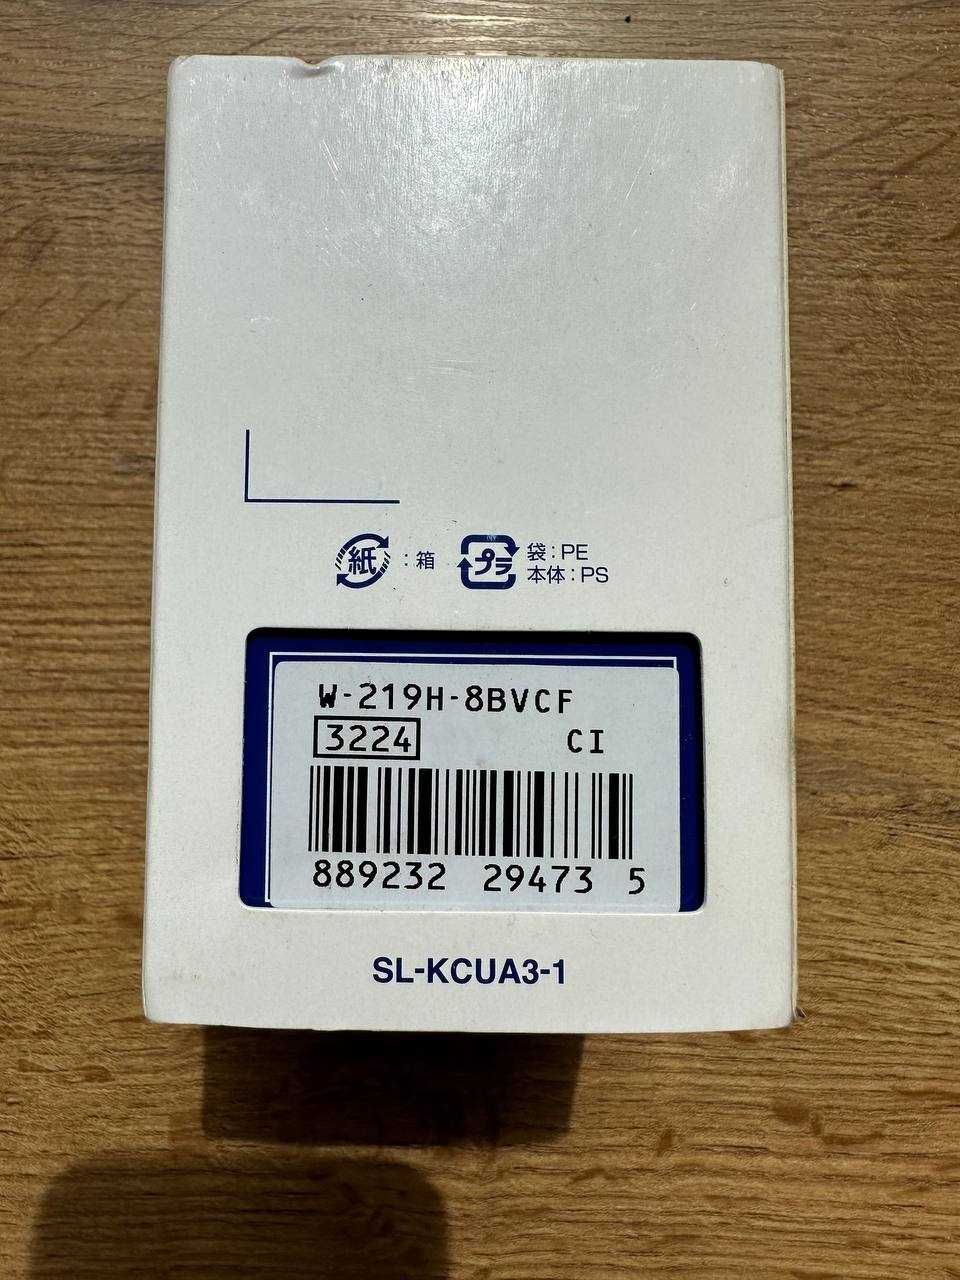 紙 : 箱 プラ 袋 : PE
本体 : PS
W-219H-8BVCF
3224 CI
889232 29473 5
SL-KCUA3-1